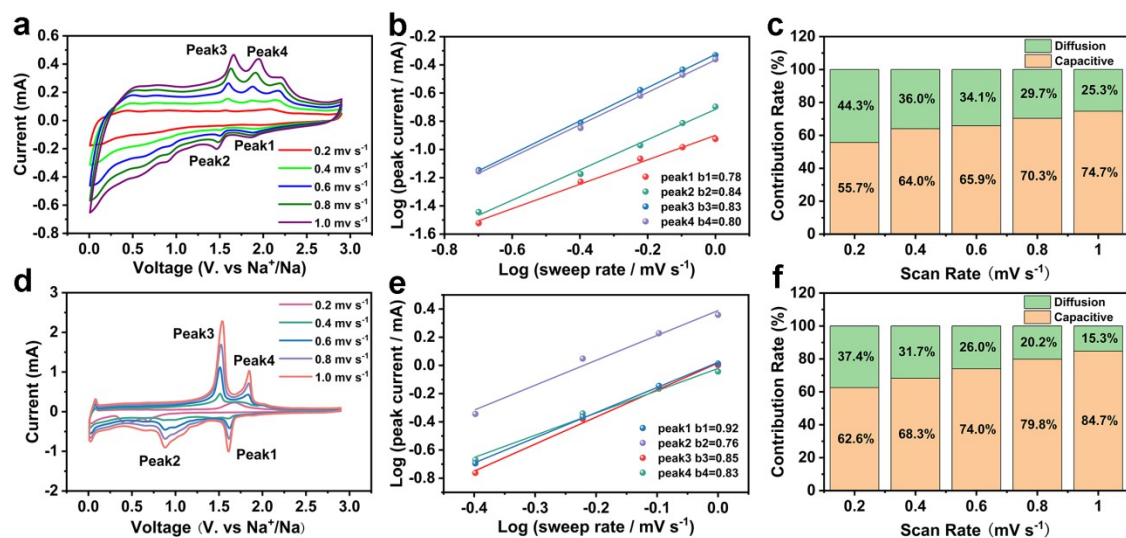 a
Current (mA)
0.6
0.4
0.2
0.0
-0.2
-0.4
-0.6
-0.8
Peak3
Peak4
Peak2
Peak1
0.2 mv s⁻¹
0.4 mv s⁻¹
0.6 mv s⁻¹
0.8 mv s⁻¹
1.0 mv s⁻¹
0.0 0.5 1.0 1.5 2.0 2.5 3.0
Voltage (V. vs Na⁺/Na)
b
Log (peak current / mA)
-0.2
-0.4
-0.6
-0.8
-1.0
-1.2
-1.4
-1.6
peak1 b1=0.78
peak2 b2=0.84
peak3 b3=0.83
peak4 b4=0.80
-0.8 -0.6 -0.4 -0.2 0.0
Log (sweep rate / mV s⁻¹)
c
Contribution Rate (%)
120
100
80
60
40
20
0
Diffusion
Capacitive
44.3% 36.0% 34.1% 29.7% 25.3%
55.7% 64.0% 65.9% 70.3% 74.7%
0.2 0.4 0.6 0.8 1
Scan Rate (mV s⁻¹)
d
Current (mA)
3
2
1
0
-1
-2
Peak3
Peak4
Peak2
Peak1
0.2 mv s⁻¹
0.4 mv s⁻¹
0.6 mv s⁻¹
0.8 mv s⁻¹
1.0 mv s⁻¹
0.0 0.5 1.0 1.5 2.0 2.5 3.0
Voltage (V. vs Na⁺/Na)
e
Log (peak current / mA)
0.4
0.2
0.0
-0.2
-0.4
-0.6
-0.8
peak1 b1=0.92
peak2 b2=0.76
peak3 b3=0.85
peak4 b4=0.83
-0.4 -0.3 -0.2 -0.1 0.0
Log (sweep rate / mV s⁻¹)
f
Contribution Rate (%)
120
100
80
60
40
20
0
Diffusion
Capacitive
37.4% 31.7% 26.0% 20.2% 15.3%
62.6% 68.3% 74.0% 79.8% 84.7%
0.2 0.4 0.6 0.8 1
Scan Rate (mV s⁻¹)